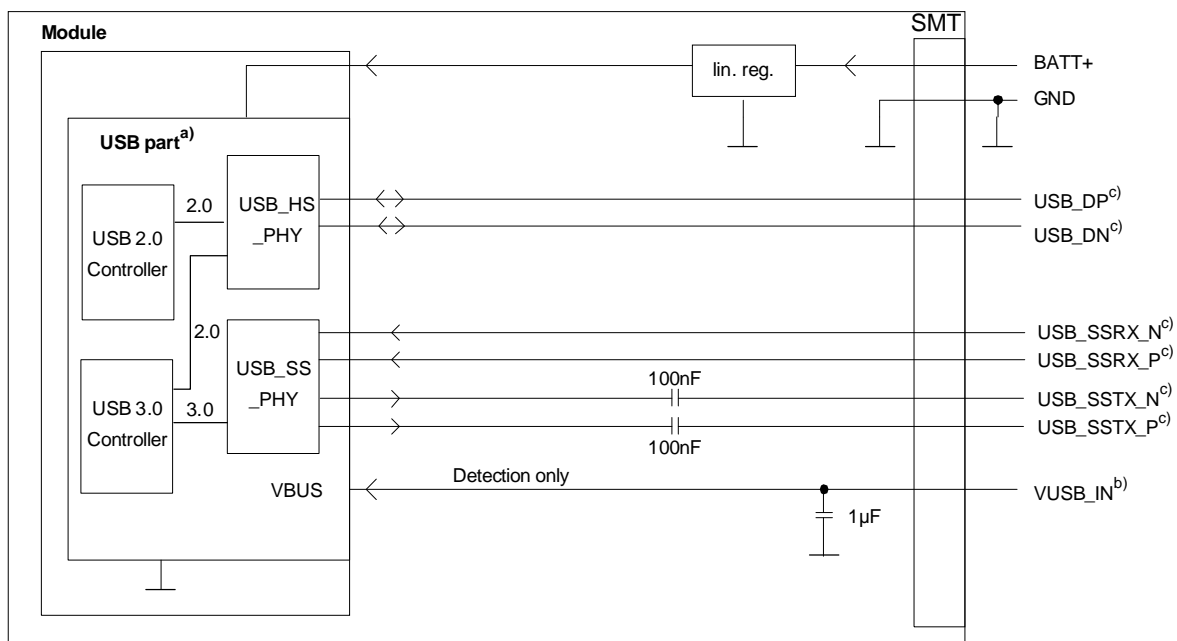 SMT
Module
BATT+
lin. reg.
GND
USB part a)
USB_HS
_PHY
2.0
USB_DP c)
USB_DN c)
USB 2.0
Controller
2.0
USB_SSRX_N c)
USB_SS
_PHY
USB_SSRX_P c)
100nF
USB 3.0
Controller
3.0
USB_SSTX_N c)
USB_SSTX_P c)
100nF
Detection only
VBUS
VUSB_IN b)
1µF